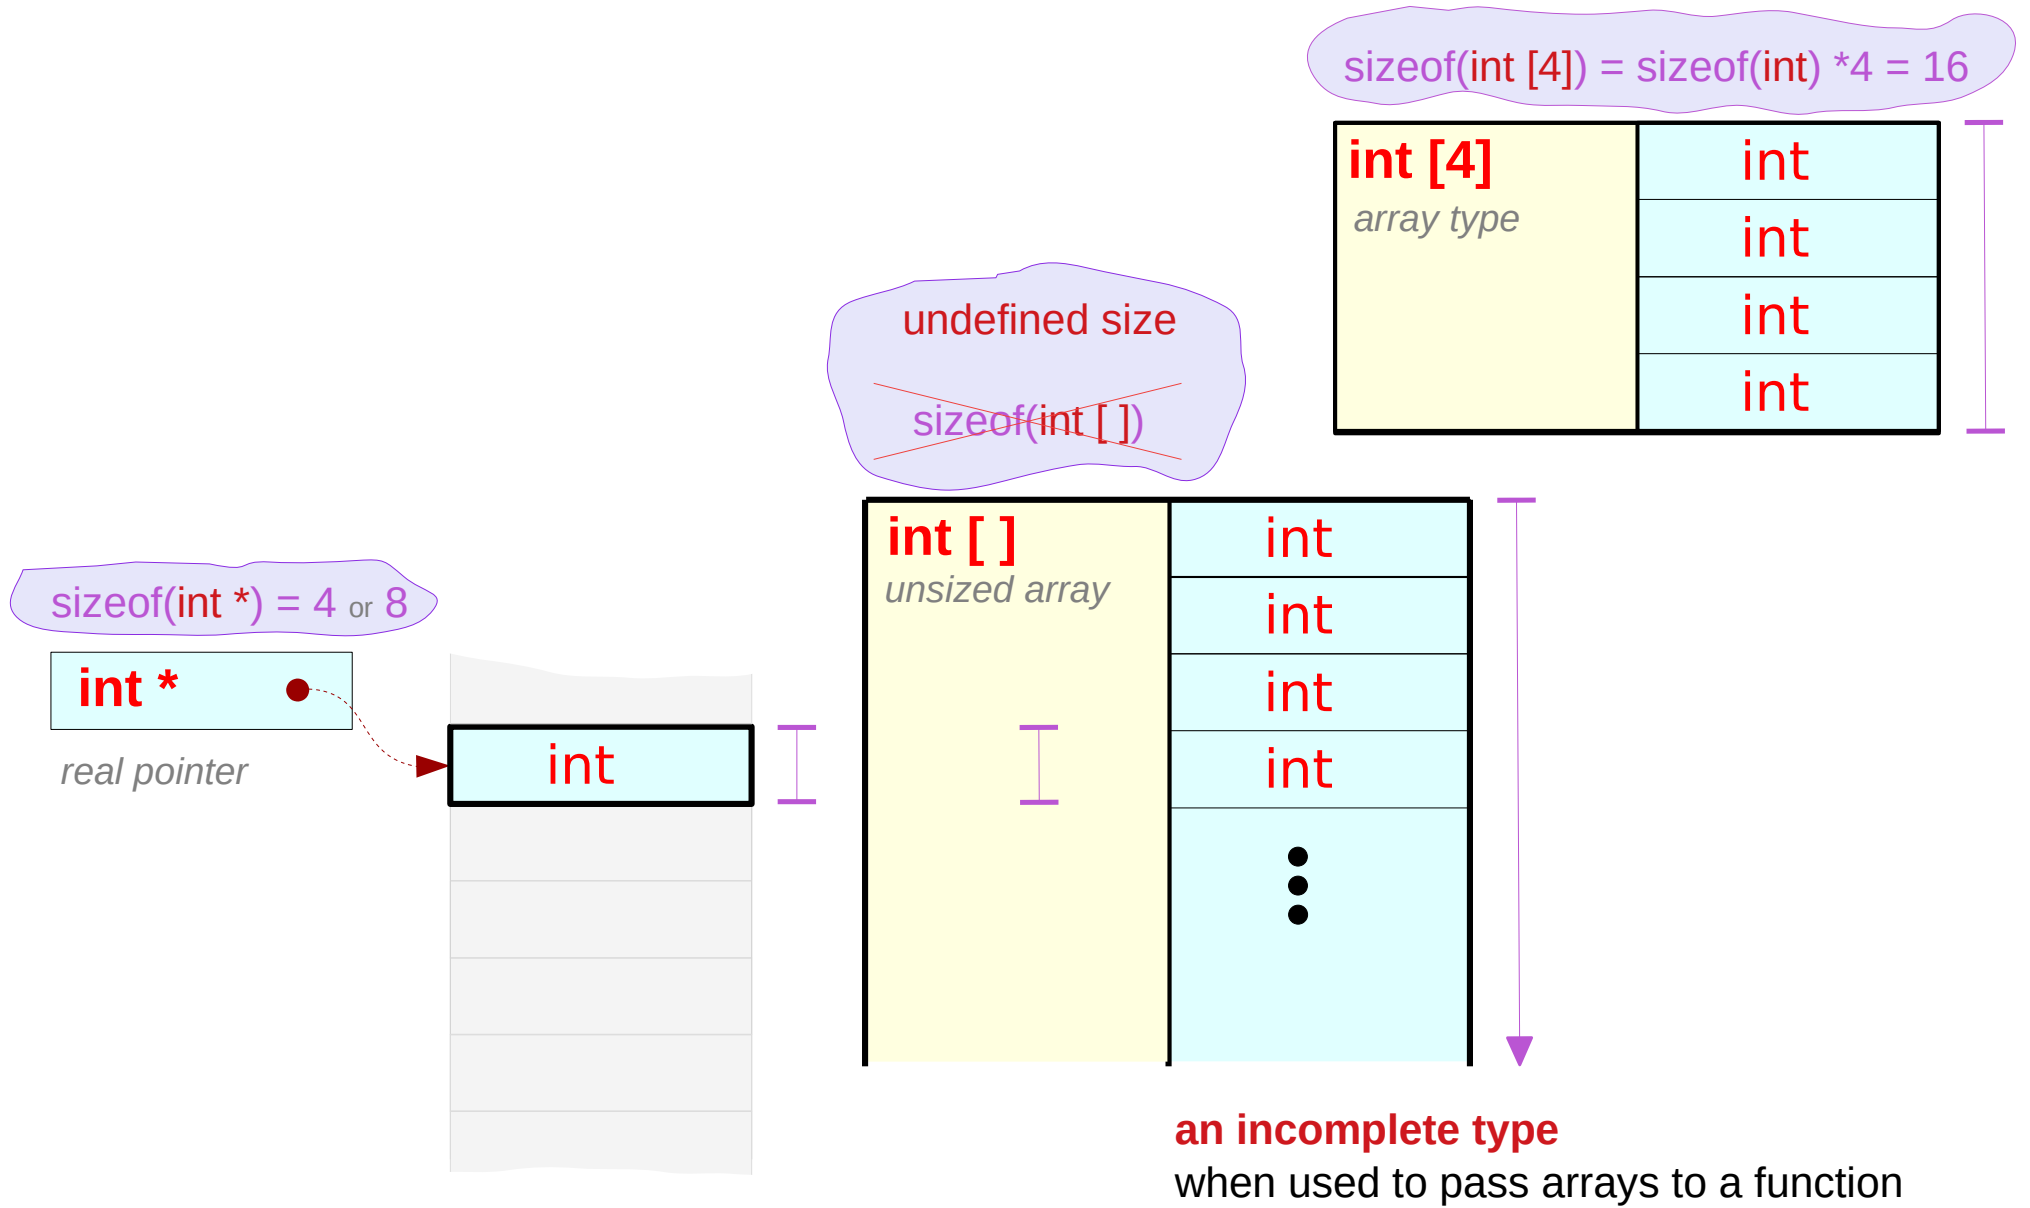 sizeof(int [4]) = sizeof(int) *4 = 16
int [4]
array type
int
int
int
int
undefined size
sizeof(int [ ])
int [ ]
unsized array
int
int
int
int
sizeof(int *) = 4 or 8
int *
real pointer
int
an incomplete type
when used to pass arrays to a function